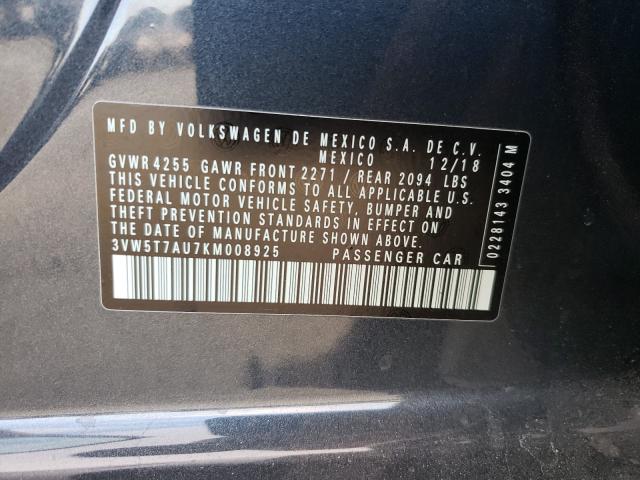 MFD BY VOLKSWAGEN DE MEXICO S.A. DE C.V.
MEXICO 12/18
GVWR 4255 GAWR FRONT 2271 / REAR 2094 LBS
THIS VEHICLE CONFORMS TO ALL APPLICABLE U.S.
FEDERAL MOTOR VEHICLE SAFETY, BUMPER AND
THEFT PREVENTION STANDARDS IN EFFECT ON
THE DATE OF MANUFACTURE SHOWN ABOVE.
3VW5T7AU7KM008925 PASSENGER CAR
0228143 3404 M